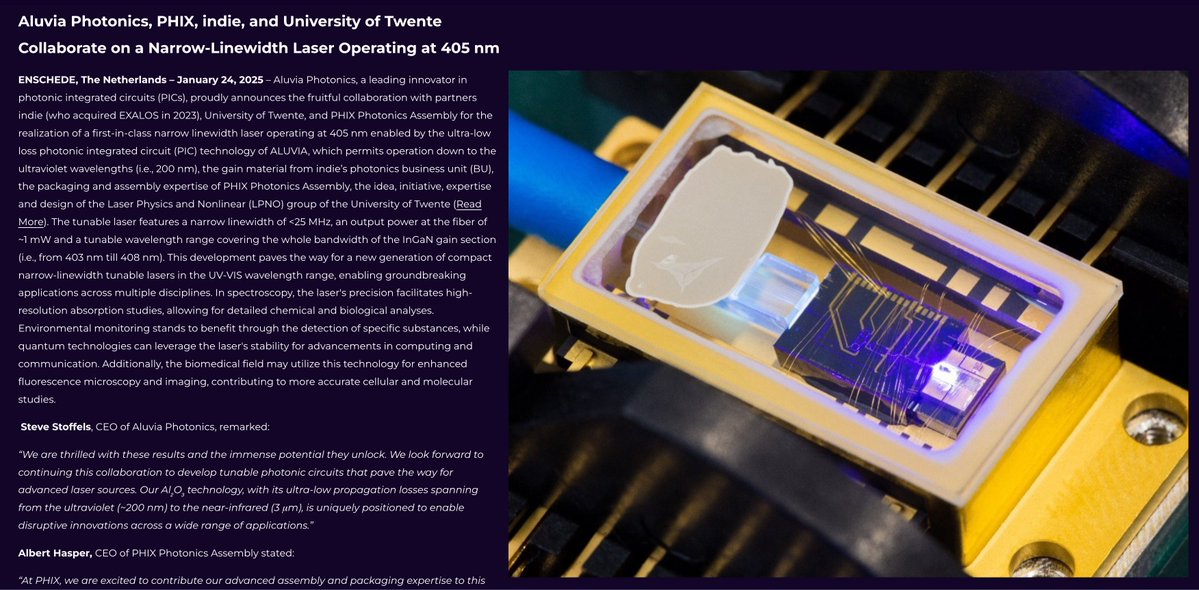 Aluvia Photonics, PHIX, indie, and University of Twente
Collaborate on a Narrow-Linewidth Laser Operating at 405 nm
ENSCHEDE, The Netherlands – January 24, 2025 – Aluvia Photonics, a leading innovator in
photonic integrated circuits (PICs), proudly announces the fruitful collaboration with partners
indie (who acquired EXALOS in 2023), University of Twente, and PHIX Photonics Assembly for the
realization of a first-in-class narrow linewidth laser operating at 405 nm enabled by the ultra-low
loss photonic integrated circuit (PIC) technology of ALUVIA, which permits operation down to the
ultraviolet wavelengths (i.e., 200 nm), the gain material from indie’s photonics business unit (BU),
the packaging and assembly expertise of PHIX Photonics Assembly, the idea, initiative, expertise
and design of the Laser Physics and Nonlinear (LPNO) group of the University of Twente (Read
More). The tunable laser features a narrow linewidth of <25 MHz, an output power at the fiber of
~1 mW and a tunable wavelength range covering the whole bandwidth of the InGaN gain section
(i.e., from 403 nm till 408 nm). This development paves the way for a new generation of compact
narrow-linewidth tunable lasers in the UV-VIS wavelength range, enabling groundbreaking
applications across multiple disciplines. In spectroscopy, the laser's precision facilitates high-
resolution absorption studies, allowing for detailed chemical and biological analyses.
Environmental monitoring stands to benefit through the detection of specific substances, while
quantum technologies can leverage the laser's stability for advancements in computing and
communication. Additionally, the biomedical field may utilize this technology for enhanced
fluorescence microscopy and imaging, contributing to more accurate cellular and molecular
studies.
Steve Stoffels, CEO of Aluvia Photonics, remarked:
“We are thrilled with these results and the immense potential they unlock. We look forward to
continuing this collaboration to develop tunable photonic circuits that pave the way for
advanced laser sources. Our Al₂O₃ technology, with its ultra-low propagation losses spanning
from the ultraviolet (~200 nm) to the near-infrared (3 μm), is uniquely positioned to enable
disruptive innovations across a wide range of applications.”
Albert Hasper, CEO of PHIX Photonics Assembly stated:
“At PHIX, we are excited to contribute our advanced assembly and packaging expertise to this